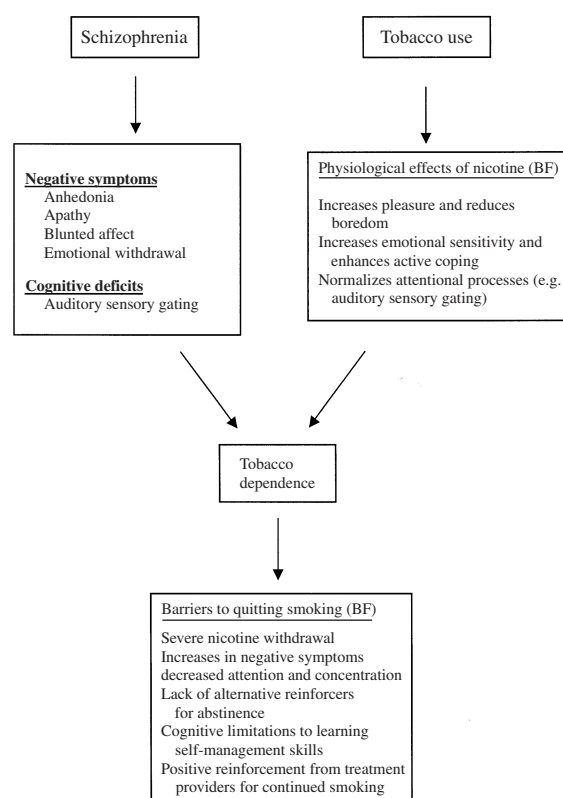 Schizophrenia
Tobacco use
Negative symptoms
Anhedonia
Apathy
Blunted affect
Emotional withdrawal
Cognitive deficits
Auditory sensory gating
Physiological effects of nicotine (BF)
Increases pleasure and reduces
boredom
Increases emotional sensitivity and
enhances active coping
Normalizes attentional processes (e.g.
auditory sensory gating)
Tobacco
dependence
Barriers to quitting smoking (BF)
Severe nicotine withdrawal
Increases in negative symptoms
decreased attention and concentration
Lack of alternative reinforcers
for abstinence
Cognitive limitations to learning
self-management skills
Positive reinforcement from treatment
providers for continued smoking